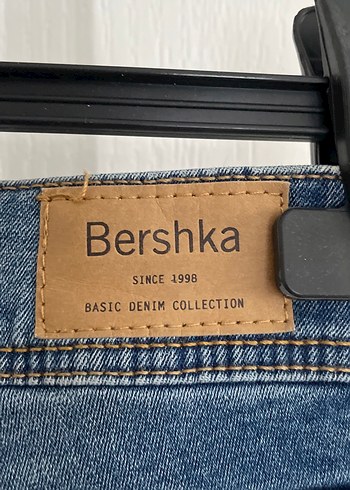 Bershka
SINCE 1998
BASIC DENIM COLLECTION